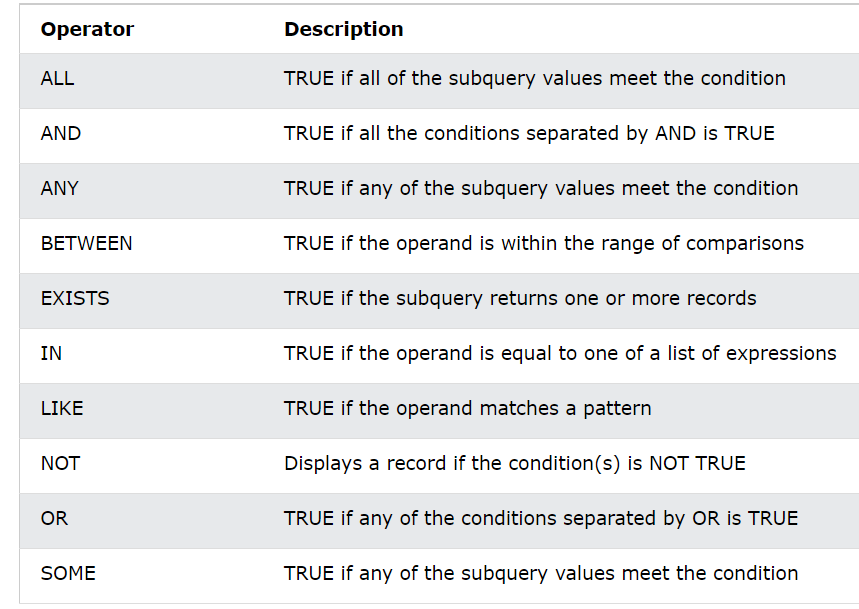 Operator Description
ALL TRUE if all of the subquery values meet the condition
AND TRUE if all the conditions separated by AND is TRUE
ANY TRUE if any of the subquery values meet the condition
BETWEEN TRUE if the operand is within the range of comparisons
EXISTS TRUE if the subquery returns one or more records
IN TRUE if the operand is equal to one of a list of expressions
LIKE TRUE if the operand matches a pattern
NOT Displays a record if the condition(s) is NOT TRUE
OR TRUE if any of the conditions separated by OR is TRUE
SOME TRUE if any of the subquery values meet the condition